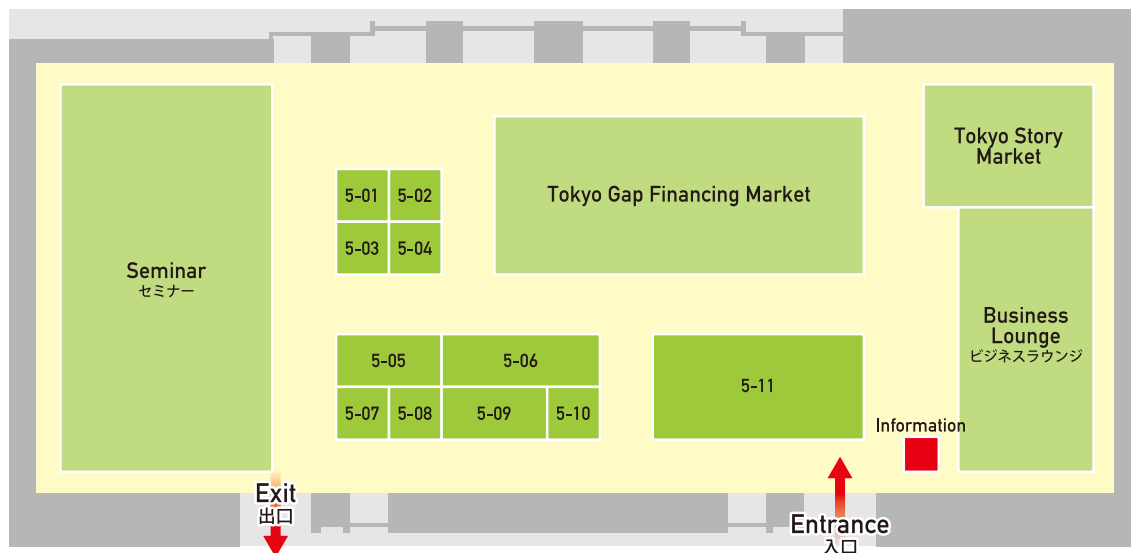 Tokyo Story
Market
5-01
5-02
Tokyo Gap Financing Market
5-03
5-04
Seminar
セミナー
Business
Lounge
ビジネスラウンジ
5-05
5-06
5-11
5-07
5-08
5-09
5-10
Information
Exit
出口
Entrance
入口